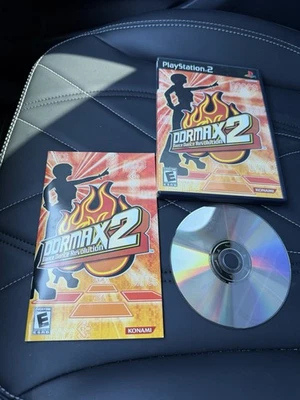 PlayStation 2
DDRMAX2
Dance Dance Revolution
E
KONAMI
DDRMAX2
Dance Dance Revolution
E
KONAMI